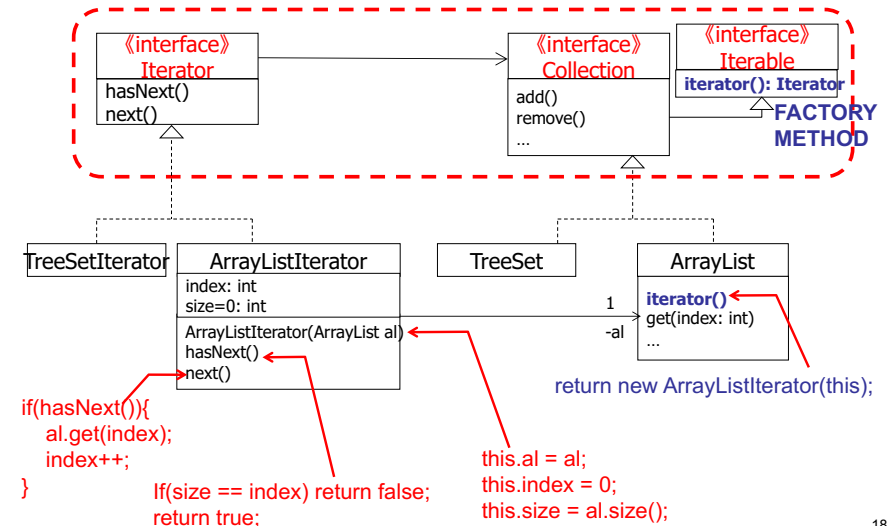 《interface》
Iterator
hasNext()
next()
《interface》
Collection
add()
remove()
...
《interface》
Iterable
iterator(): Iterator
FACTORY
METHOD
TreeSetIterator
ArrayListIterator
index: int
size=0: int
ArrayListIterator(ArrayList al)
hasNext()
next()
TreeSet
ArrayList
iterator()
get(index: int)
...
1
-al
return new ArrayListIterator(this);
if(hasNext()){
al.get(index);
index++;
}
If(size == index) return false;
return true;
this.al = al;
this.index = 0;
this.size = al.size();
18